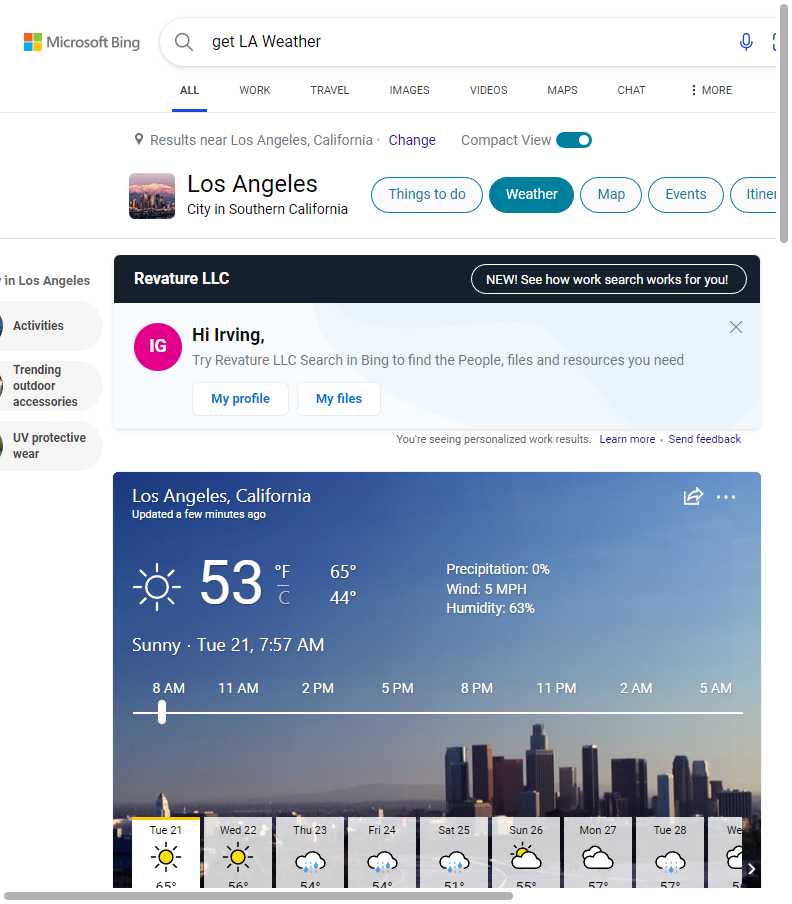 Microsoft Bing
get LA Weather
ALL WORK TRAVEL IMAGES VIDEOS MAPS CHAT MORE
Results near Los Angeles, California · Change Compact View
Los Angeles
City in Southern California
Things to do Weather Map Events
in Los Angeles
Activities
Trending
outdoor
accessories
UV protective
wear
Revature LLC
NEW! See how work search works for you!
IG
Hi Irving,
Try Revature LLC Search in Bing to find the People, files and resources you need
My profile My files
You're seeing personalized work results. Learn more · Send feedback
Los Angeles, California
Updated a few minutes ago
53 °F
C
65°
44°
Precipitation: 0%
Wind: 5 MPH
Humidity: 63%
Sunny · Tue 21, 7:57 AM
8 AM 11 AM 2 PM 5 PM 8 PM 11 PM 2 AM 5 AM
Tue 21 Wed 22 Thu 23 Fri 24 Sat 25 Sun 26 Mon 27 Tue 28
65° 56° 54° 54° 51° 55° 57° 57°